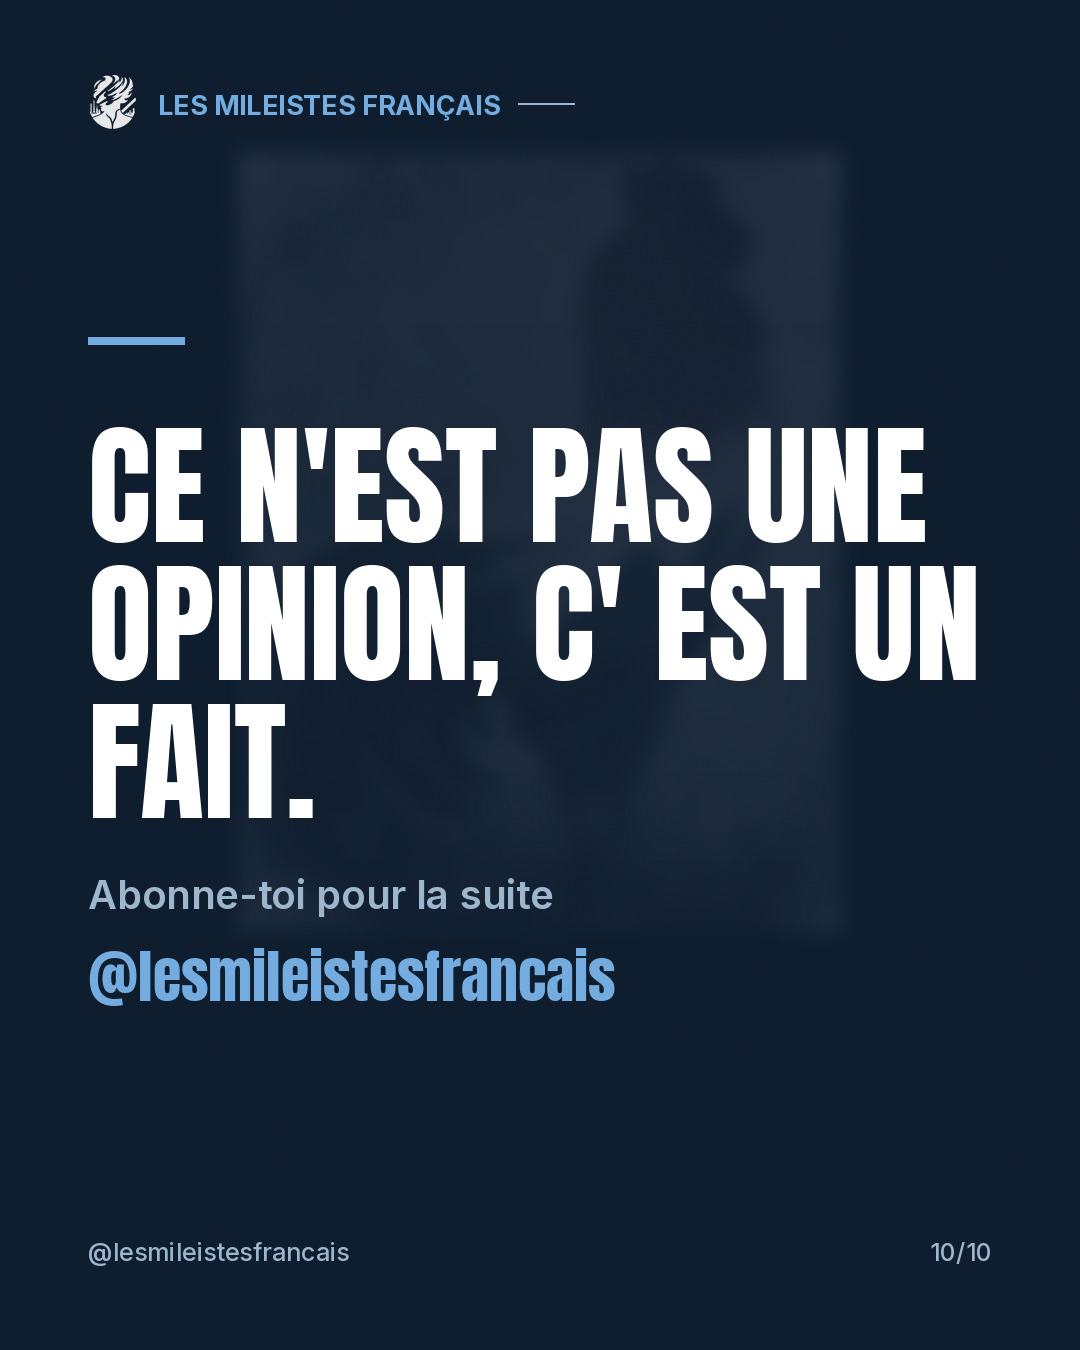 LES MILEISTES FRANÇAIS
CE N'EST PAS UNE
OPINION, C' EST UN
FAIT.
Abonne-toi pour la suite
@lesmileistesfrancais
@lesmileistesfrancais
10/10